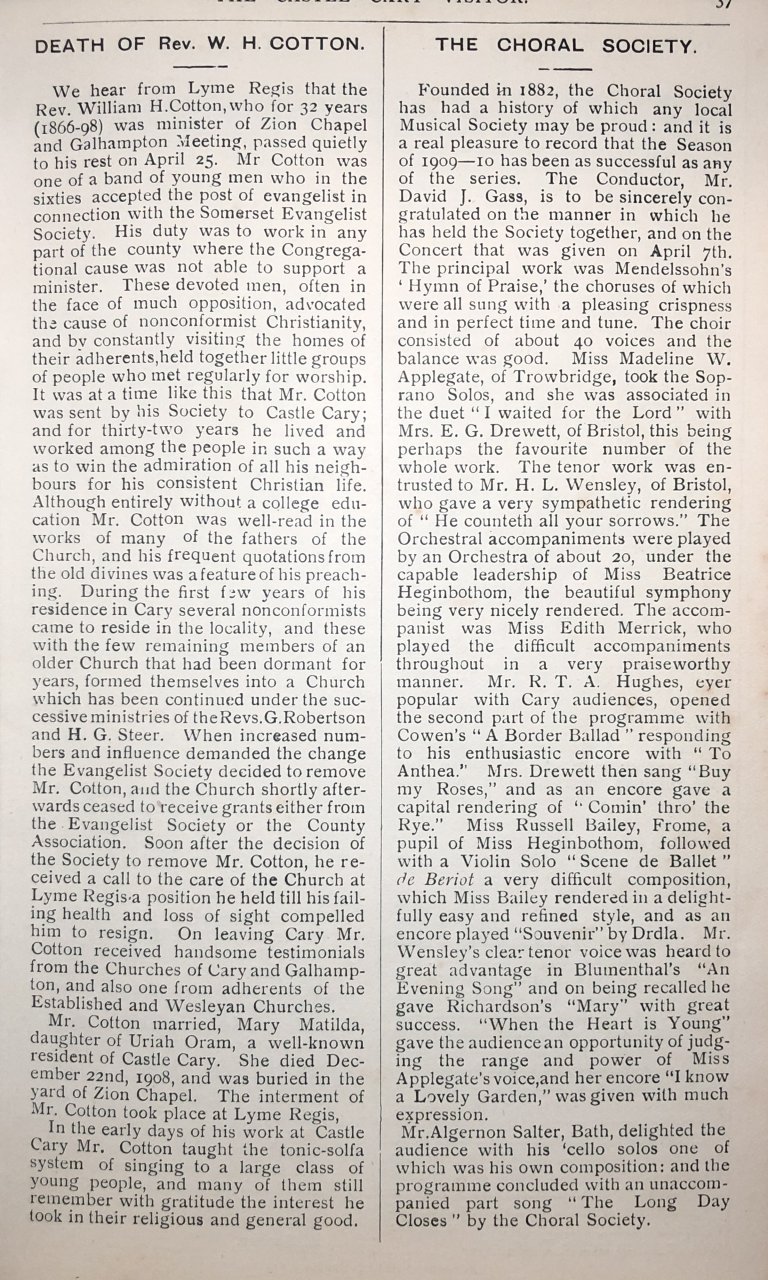 THE CASTLE CARY VISITOR.
37
DEATH OF Rev. W. H. COTTON.
We hear from Lyme Regis that the
Rev. William H.Cotton,who for 32 years
(1866-98) was minister of Zion Chapel
and Galhampton Meeting, passed quietly
to his rest on April 25. Mr Cotton was
one of a band of young men who in the
sixties accepted the post of evangelist in
connection with the Somerset Evangelist
Society. His duty was to work in any
part of the county where the Congrega-
tional cause was not able to support a
minister. These devoted men, often in
the face of much opposition, advocated
the cause of nonconformist Christianity,
and by constantly visiting the homes of
their adherents,held together little groups
of people who met regularly for worship.
It was at a time like this that Mr. Cotton
was sent by his Society to Castle Cary;
and for thirty-two years he lived and
worked among the people in such a way
as to win the admiration of all his neigh-
bours for his consistent Christian life.
Although entirely without a college edu-
cation Mr. Cotton was well-read in the
works of many of the fathers of the
Church, and his frequent quotations from
the old divines was a feature of his preach-
ing. During the first few years of his
residence in Cary several nonconformists
came to reside in the locality, and these
with the few remaining members of an
older Church that had been dormant for
years, formed themselves into a Church
which has been continued under the suc-
cessive ministries of theRevs.G.Robertson
and H. G. Steer. When increased num-
bers and influence demanded the change
the Evangelist Society decided to remove
Mr. Cotton, and the Church shortly after-
wards ceased to receive grants either from
the Evangelist Society or the County
Association. Soon after the decision of
the Society to remove Mr. Cotton, he re-
ceived a call to the care of the Church at
Lyme Regis-a position he held till his fail-
ing health and loss of sight compelled
him to resign. On leaving Cary Mr.
Cotton received handsome testimonials
from the Churches of Cary and Galhamp-
ton, and also one from adherents of the
Established and Wesleyan Churches.
Mr. Cotton married, Mary Matilda,
daughter of Uriah Oram, a well-known
resident of Castle Cary. She died Dec-
ember 22nd, 1908, and was buried in the
yard of Zion Chapel. The interment of
Mr. Cotton took place at Lyme Regis,
In the early days of his work at Castle
Cary Mr. Cotton taught the tonic-solfa
system of singing to a large class of
young people, and many of them still
remember with gratitude the interest he
took in their religious and general good.
THE CHORAL SOCIETY.
Founded in 1882, the Choral Society
has had a history of which any local
Musical Society may be proud : and it is
a real pleasure to record that the Season
of 1909—10 has been as successful as any
of the series. The Conductor, Mr.
David J. Gass, is to be sincerely con-
gratulated on the manner in which he
has held the Society together, and on the
Concert that was given on April 7th.
The principal work was Mendelssohn's
' Hymn of Praise,' the choruses of which
were all sung with a pleasing crispness
and in perfect time and tune. The choir
consisted of about 40 voices and the
balance was good. Miss Madeline W.
Applegate, of Trowbridge, took the Sop-
rano Solos, and she was associated in
the duet " I waited for the Lord " with
Mrs. E. G. Drewett, of Bristol, this being
perhaps the favourite number of the
whole work. The tenor work was en-
trusted to Mr. H. L. Wensley, of Bristol,
who gave a very sympathetic rendering
of " He counteth all your sorrows." The
Orchestral accompaniments were played
by an Orchestra of about 20, under the
capable leadership of Miss Beatrice
Heginbothom, the beautiful symphony
being very nicely rendered. The accom-
panist was Miss Edith Merrick, who
played the difficult accompaniments
throughout in a very praiseworthy
manner. Mr. R. T. A. Hughes, ever
popular with Cary audiences, opened
the second part of the programme with
Cowen's " A Border Ballad " responding
to his enthusiastic encore with " To
Anthea." Mrs. Drewett then sang "Buy
my Roses," and as an encore gave a
capital rendering of " Comin' thro' the
Rye." Miss Russell Bailey, Frome, a
pupil of Miss Heginbothom, followed
with a Violin Solo " Scene de Ballet "
de Beriot a very difficult composition,
which Miss Bailey rendered in a delight-
fully easy and refined style, and as an
encore played "Souvenir" by Drdla. Mr.
Wensley's clear tenor voice was heard to
great advantage in Blumenthal's "An
Evening Song" and on being recalled he
gave Richardson's "Mary" with great
success. "When the Heart is Young"
gave the audience an opportunity of judg-
ing the range and power of Miss
Applegate's voice,and her encore "I know
a Lovely Garden," was given with much
expression.
Mr.Algernon Salter, Bath, delighted the
audience with his 'cello solos one of
which was his own composition: and the
programme concluded with an unaccom-
panied part song " The Long Day
Closes " by the Choral Society.